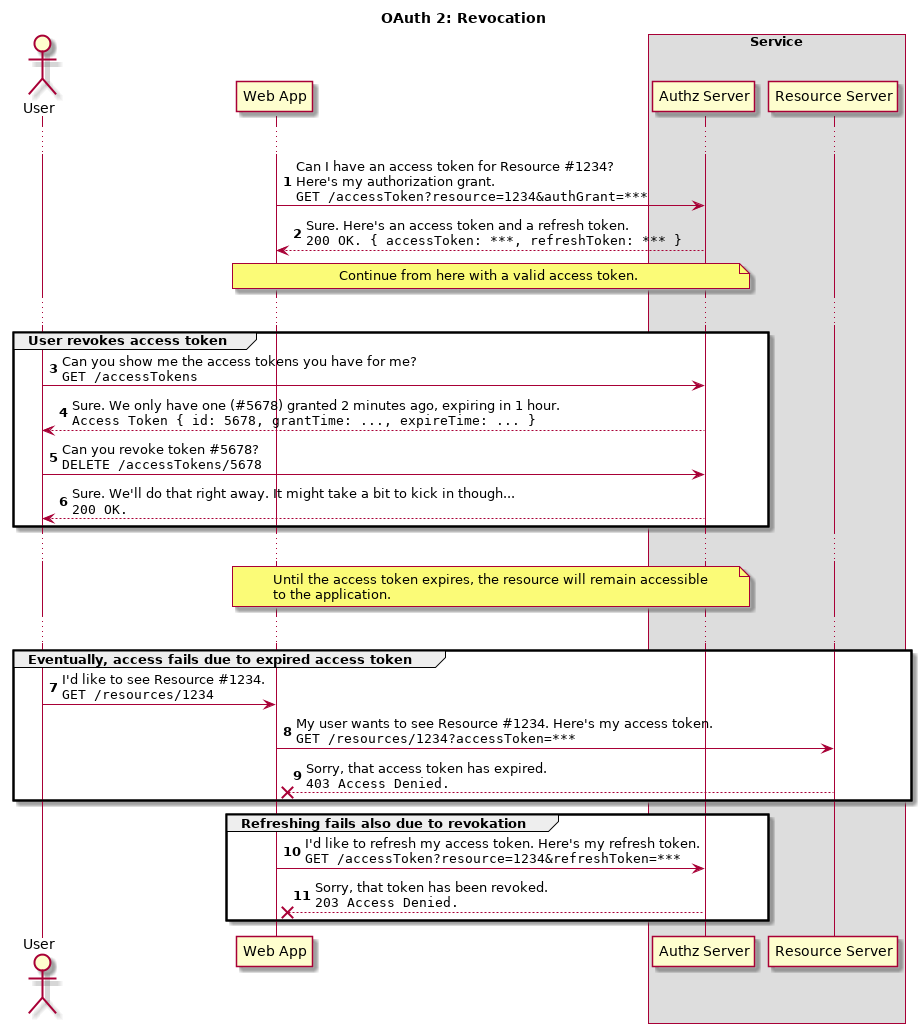 OAuth 2: Revocation
Service
User
Web App
Authz Server
Resource Server
1
Can I have an access token for Resource #1234?
Here's my authorization grant.
GET /accessToken?resource=1234&authGrant=***
2
Sure. Here's an access token and a refresh token.
200 OK. { accessToken: ***, refreshToken: *** }
Continue from here with a valid access token.
User revokes access token
3
Can you show me the access tokens you have for me?
GET /accessTokens
4
Sure. We only have one (#5678) granted 2 minutes ago, expiring in 1 hour.
Access Token { id: 5678, grantTime: ..., expireTime: ... }
5
Can you revoke token #5678?
DELETE /accessTokens/5678
6
Sure. We'll do that right away. It might take a bit to kick in though...
200 OK.
Until the access token expires, the resource will remain accessible
to the application.
Eventually, access fails due to expired access token
7
I'd like to see Resource #1234.
GET /resources/1234
8
My user wants to see Resource #1234. Here's my access token.
GET /resources/1234?accessToken=***
9
Sorry, that access token has expired.
403 Access Denied.
Refreshing fails also due to revokation
10
I'd like to refresh my access token. Here's my refresh token.
GET /accessToken?resource=1234&refreshToken=***
11
Sorry, that token has been revoked.
203 Access Denied.
User
Web App
Authz Server
Resource Server